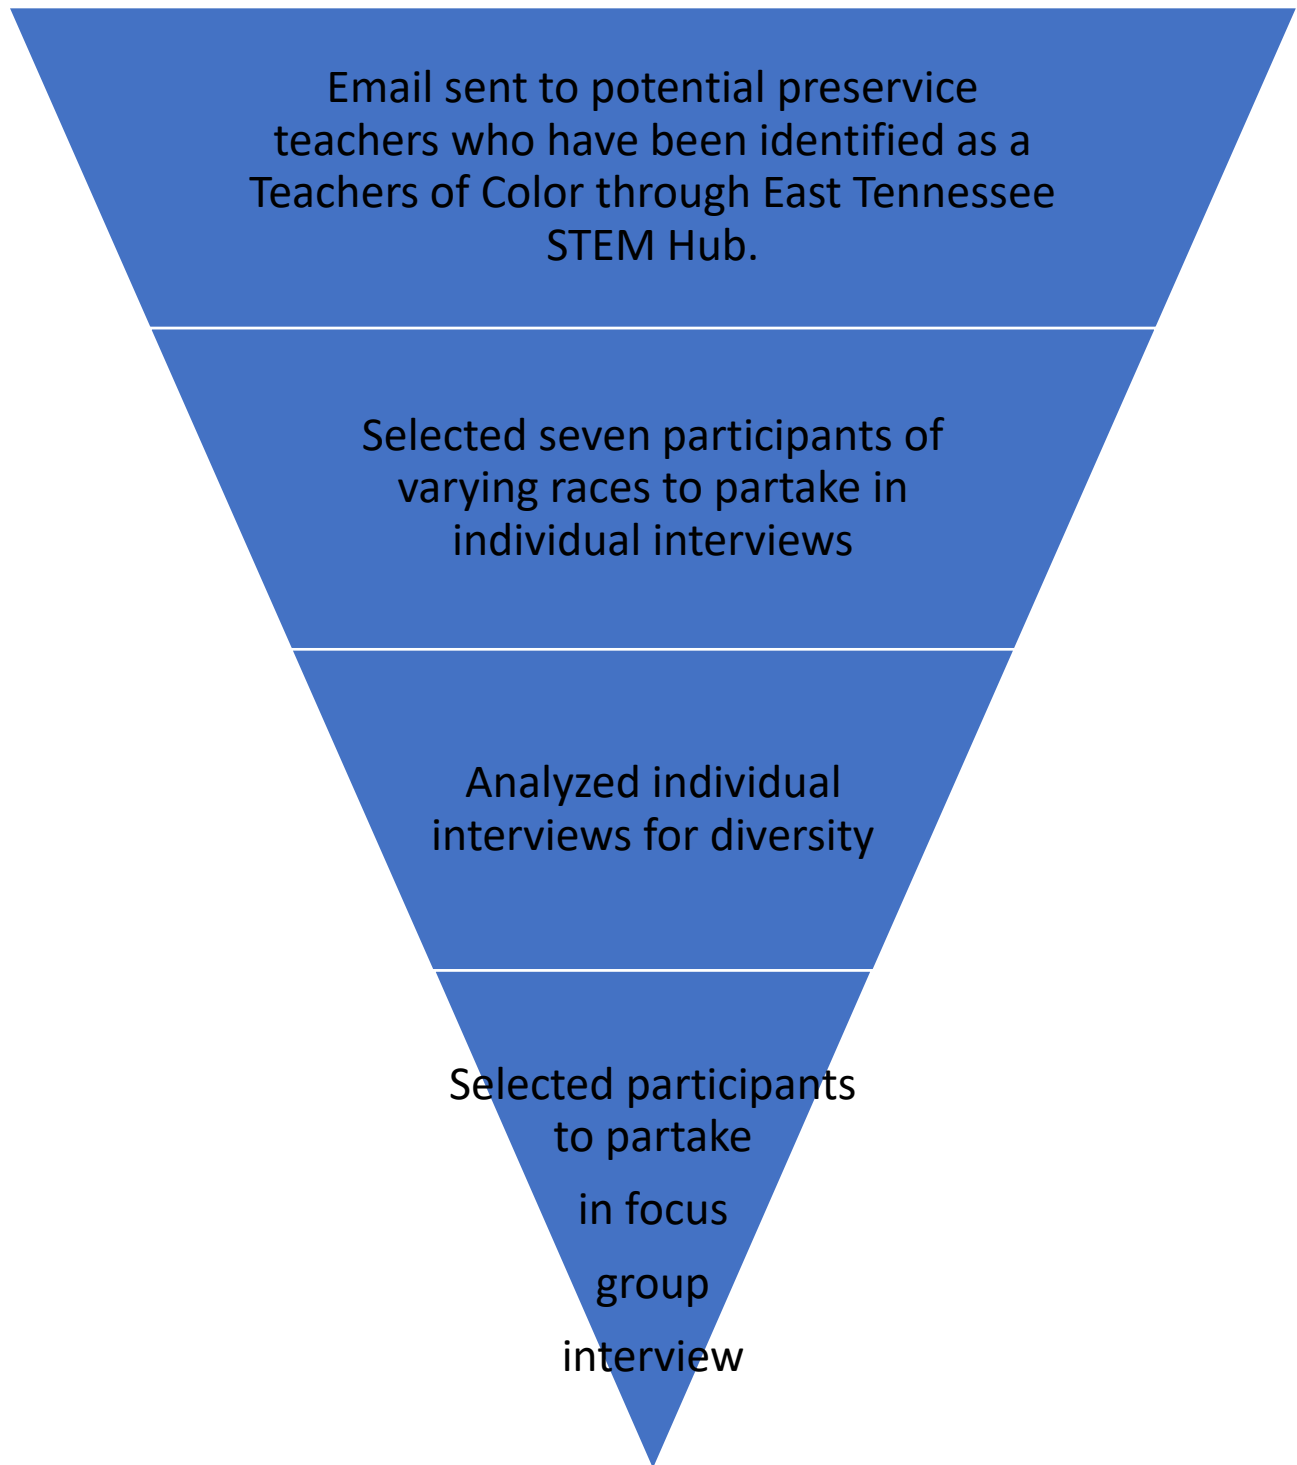 Email sent to potential preservice
teachers who have been identified as a
Teachers of Color through East Tennessee
STEM Hub.
Selected seven participants of
varying races to partake in
individual interviews
Analyzed individual
interviews for diversity
Selected participants
to partake
in focus
group
interview